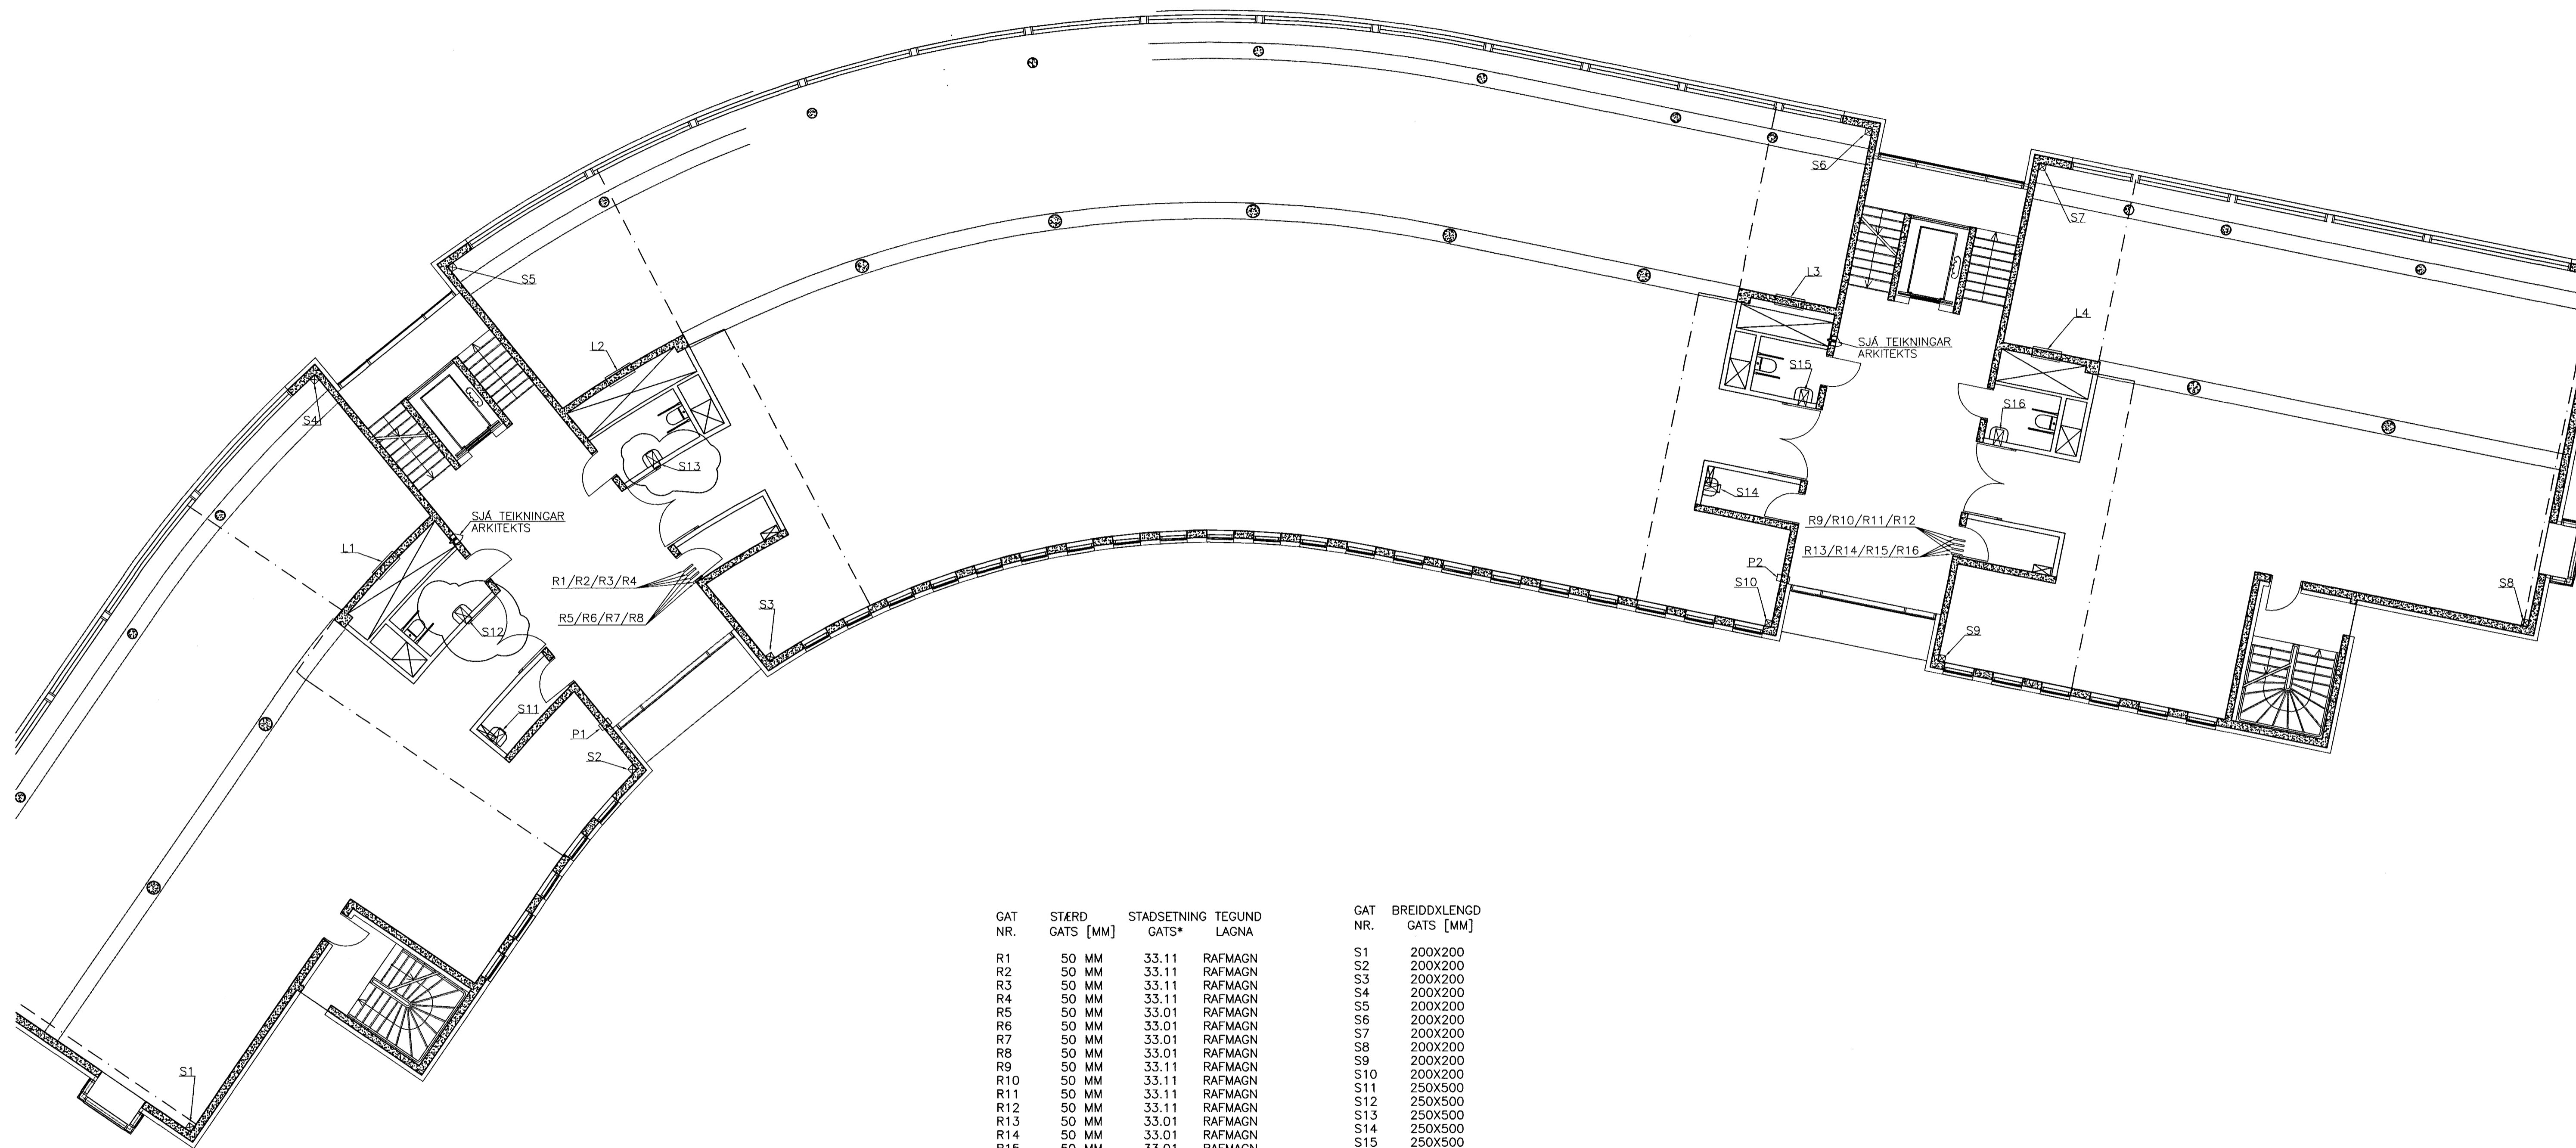 S6
S7
S5
L3
L4
L2
SJÁ TEIKNINGAR
ARKITEKTS
S15
S4
S16
S13
S14
SJÁ TEIKNINGAR
ARKITEKTS
R9/R10/R11/R12
L1
R13/R14/R15/R16
R1/R2/R3/R4
P2
S10
S8
S3
R5/R6/R7/R8
S12
S9
S11
P1
S2
S1
GAT STÆRD STADSETNING TEGUND
NR. GATS [MM] GATS* LAGNA
R1 50 MM 33.11 RAFMAGN
R2 50 MM 33.11 RAFMAGN
R3 50 MM 33.11 RAFMAGN
R4 50 MM 33.11 RAFMAGN
R5 50 MM 33.01 RAFMAGN
R6 50 MM 33.01 RAFMAGN
R7 50 MM 33.01 RAFMAGN
R8 50 MM 33.01 RAFMAGN
R9 50 MM 33.11 RAFMAGN
R10 50 MM 33.11 RAFMAGN
R11 50 MM 33.11 RAFMAGN
R12 50 MM 33.11 RAFMAGN
R13 50 MM 33.01 RAFMAGN
R14 50 MM 33.01 RAFMAGN
R15 50 MM 33.01 RAFMAGN
GAT BREIDDXLENGD
NR. GATS [MM]
S1 200X200
S2 200X200
S3 200X200
S4 200X200
S5 200X200
S6 200X200
S7 200X200
S8 200X200
S9 200X200
S10 200X200
S11 250X500
S12 250X500
S13 250X500
S14 250X500
S15 250X500